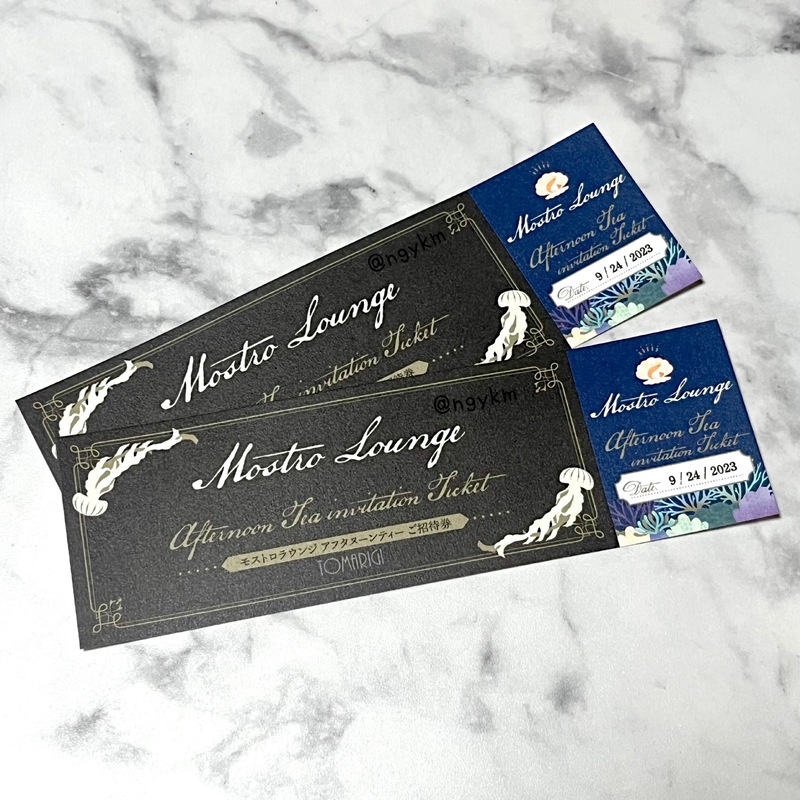 @ngykm
Mostro Lounge
invitation Ticket
待券
Mostro Lounge
Afternoon Tea
invitation Ticket
Date
9 / 24 / 2023
@ngykm
Mostro Lounge
Afternoon Tea invitation Ticket
モストロラウンジ アフタヌーンティー ご招待券
TOMARIGI
Mostro Lounge
Afternoon Tea
invitation Ticket
Date
9 / 24 / 2023